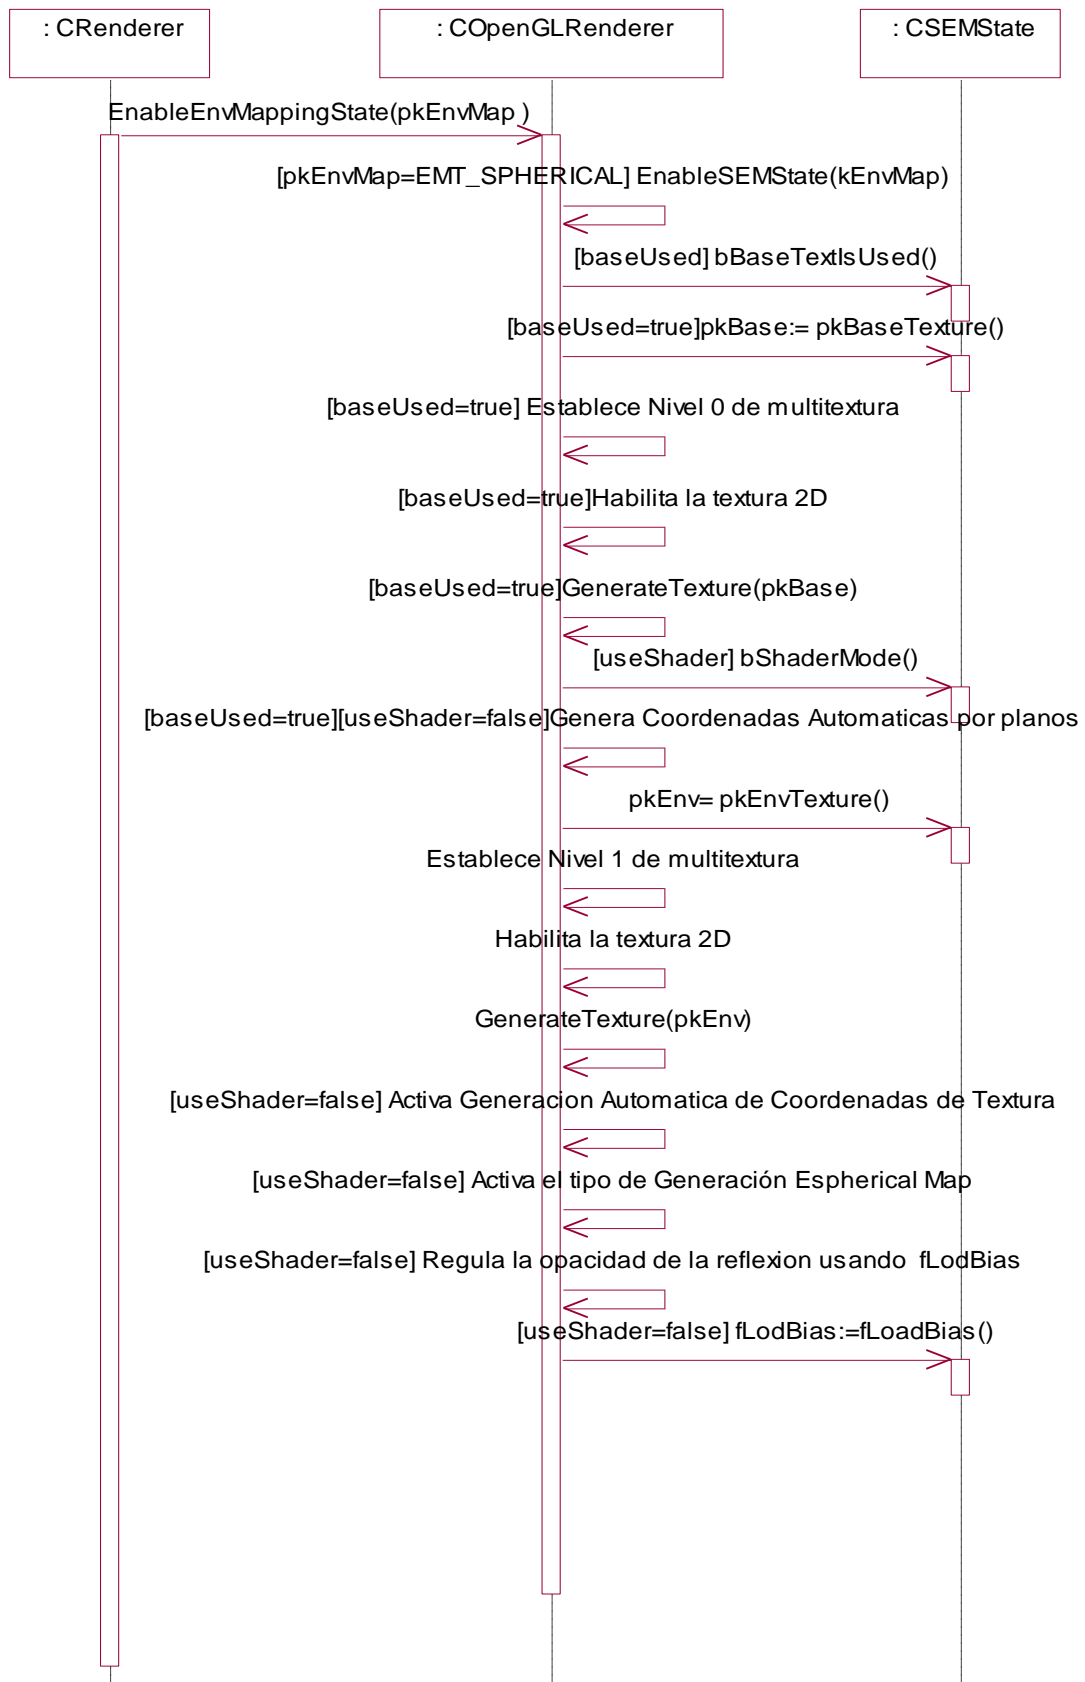 : CRenderer
: COpenGLRenderer
: CSEMState
EnableEnvMappingState(pkEnvMap )
[pkEnvMap=EMT_SPHERICAL] EnableSEMState(kEnvMap)
[baseUsed] bBaseTextIsUsed()
[baseUsed=true]pkBase:= pkBaseTexture()
[baseUsed=true] Establece Nivel 0 de multitextura
[baseUsed=true]Habilita la textura 2D
[baseUsed=true]GenerateTexture(pkBase)
[useShader] bShaderMode()
[baseUsed=true][useShader=false]Genera Coordenadas Automaticas por planos
pkEnv= pkEnvTexture()
Establece Nivel 1 de multitextura
Habilita la textura 2D
GenerateTexture(pkEnv)
[useShader=false] Activa Generacion Automatica de Coordenadas de Textura
[useShader=false] Activa el tipo de Generación Espherical Map
[useShader=false] Regula la opacidad de la reflexion usando fLodBias
[useShader=false] fLodBias:=fLoadBias()